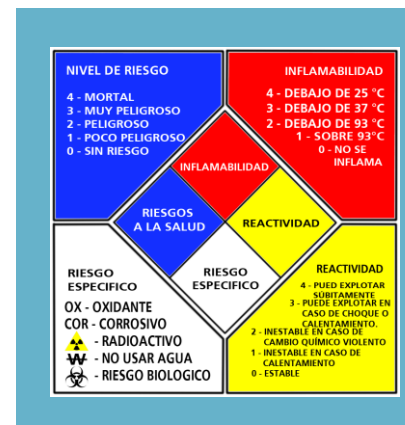 NIVEL DE RIESGO
4 - MORTAL
3 - MUY PELIGROSO
2 - PELIGROSO
1 - POCO PELIGROSO
0 - SIN RIESGO
INFLAMABILIDAD
4 - DEBAJO DE 25 °C
3 - DEBAJO DE 37 °C
2 - DEBAJO DE 93 °C
1 - SOBRE 93°C
0 - NO SE
INFLAMA
INFLAMABILIDAD
RIESGOS
A LA SALUD
REACTIVIDAD
RIESGO
ESPECIFICO
RIESGO
ESPECIFICO
OX - OXIDANTE
COR - CORROSIVO
- RADIOACTIVO
W - NO USAR AGUA
- RIESGO BIOLOGICO
REACTIVIDAD
4 - PUED EXPLOTAR
SÚBITAMENTE
3 - PUEDE EXPLOTAR EN
CASO DE CHOQUE O
CALENTAMIENTO.
2 - INESTABLE EN CASO DE
CAMBIO QUÍMICO VIOLENTO
1 - INESTABLE EN CASO DE
CALENTAMIENTO
0 - ESTABLE